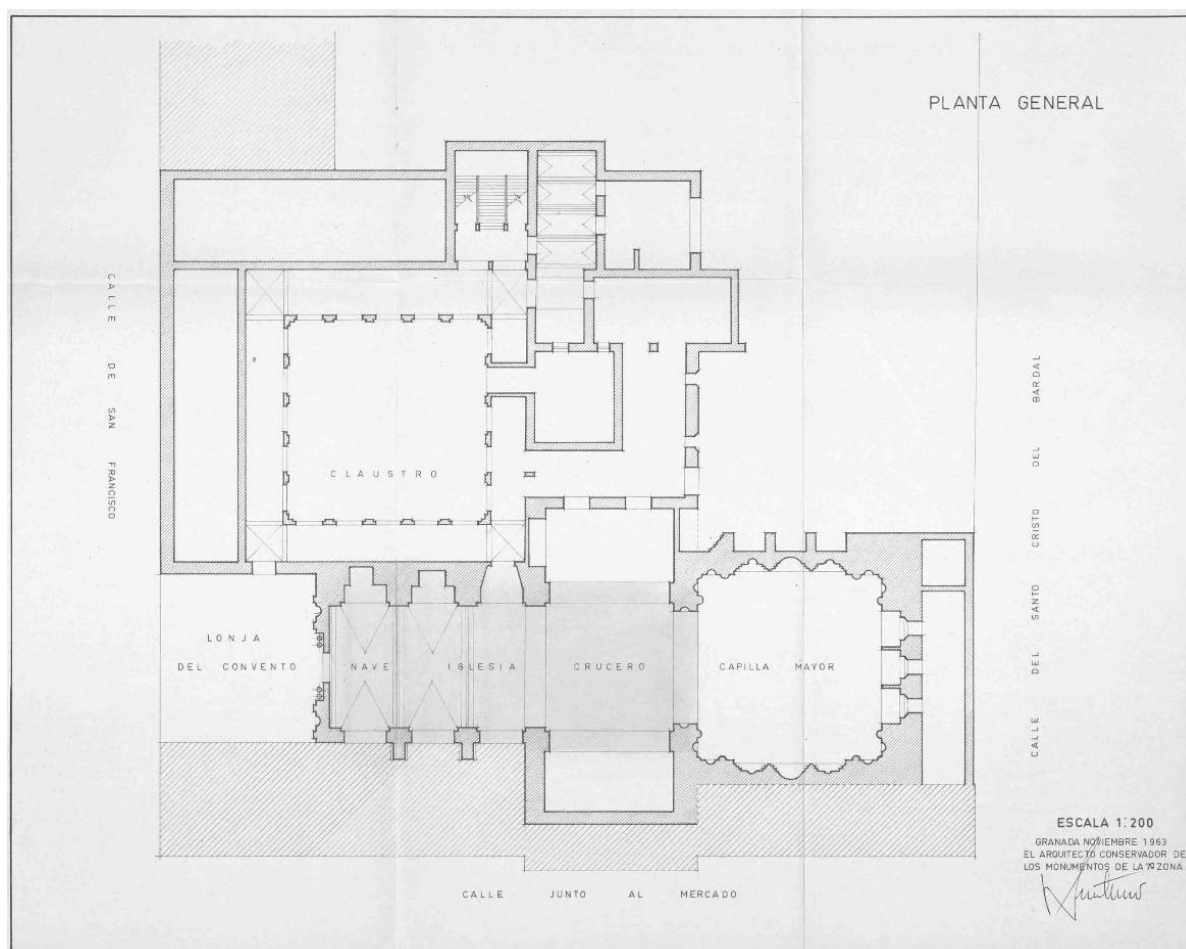 PLANTA GENERAL
CALLE DE SAN FRANCISCO
CLAUSTRO
CALLE DEL SANTO CRISTO DEL BARDAL
LONJA
DEL CONVENTO
NAVE
IGLESIA
CRUCERO
CAPILLA MAYOR
ESCALA 1:200
GRANADA NOVIEMBRE 1963
EL ARQUITECTO CONSERVADOR DE
LOS MONUMENTOS DE LA 7ª ZONA
CALLE JUNTO AL MERCADO